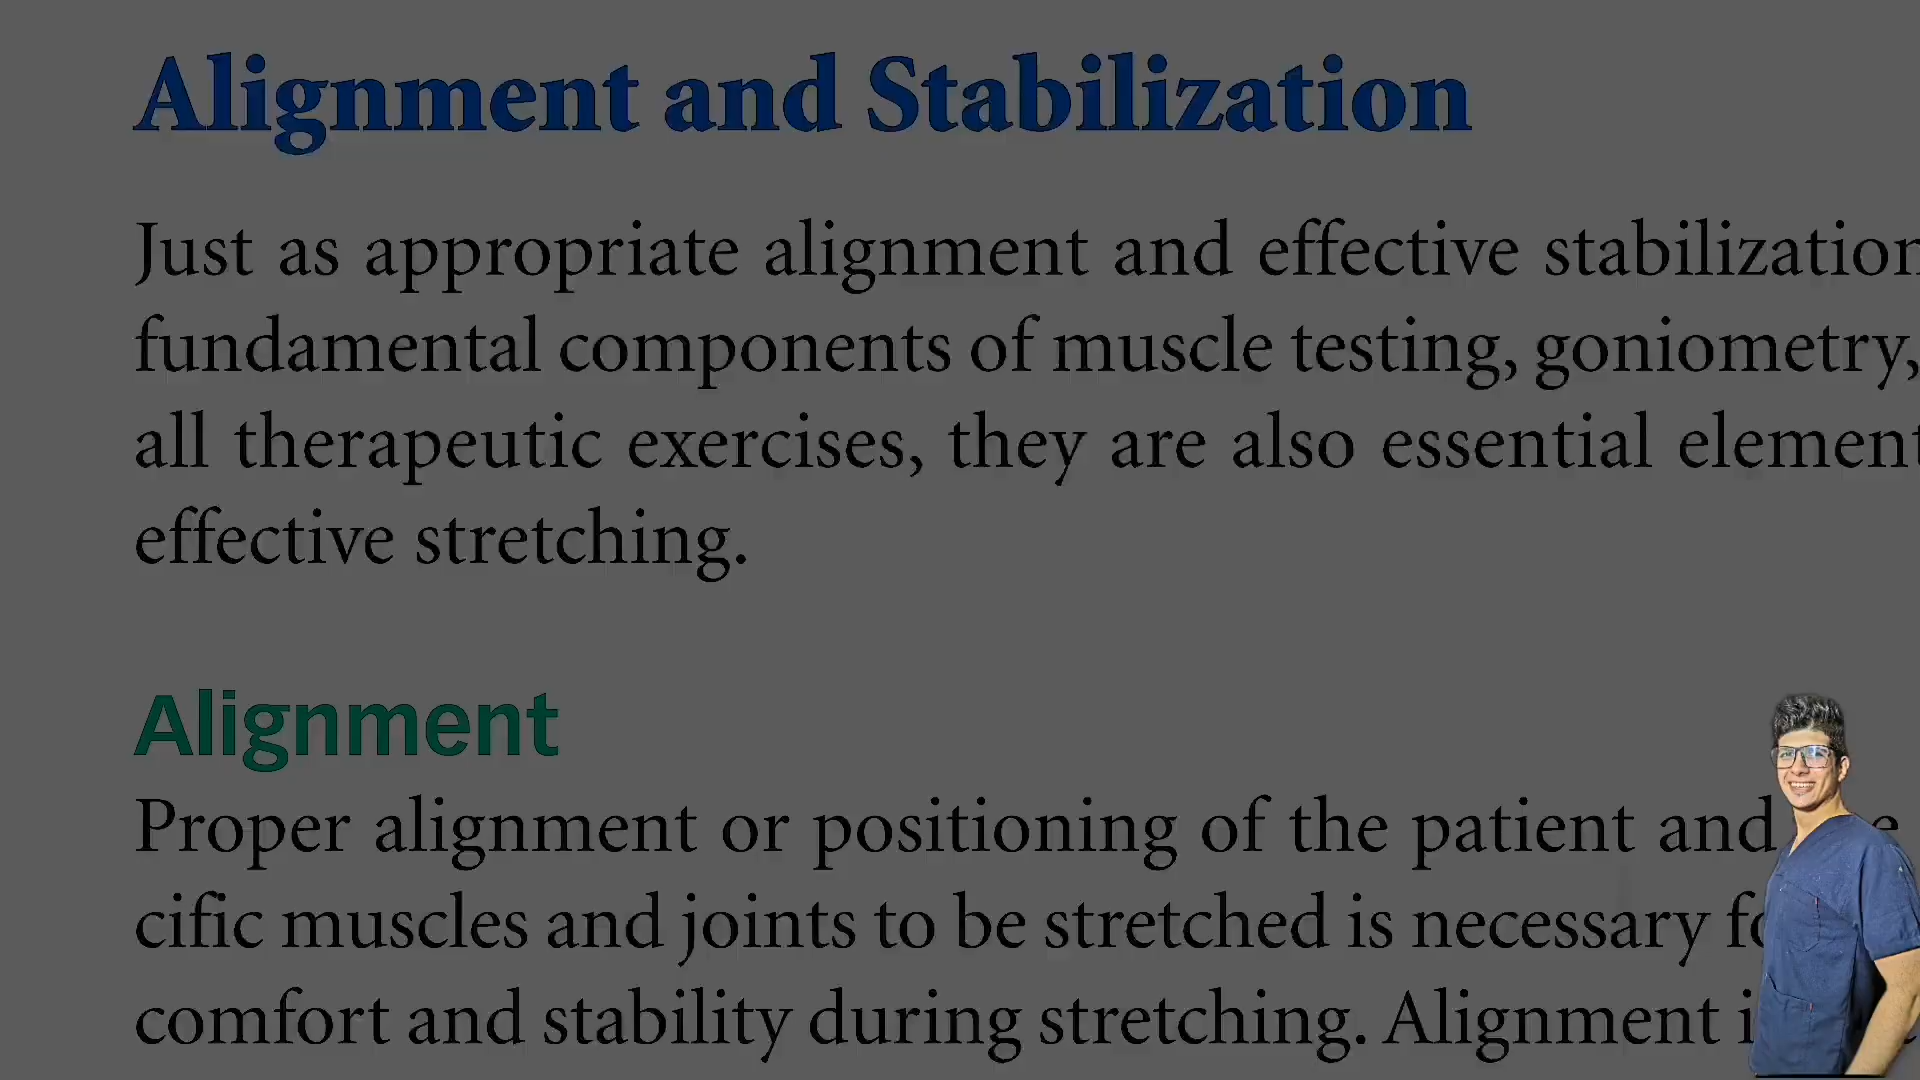 Alignment and Stabilization
Just as appropriate alignment and effective stabilization
fundamental components of muscle testing, goniometry,
all therapeutic exercises, they are also essential element
effective stretching.
Alignment
Proper alignment or positioning of the patient and
cific muscles and joints to be stretched is necessary
comfort and stability during stretching. Alignment